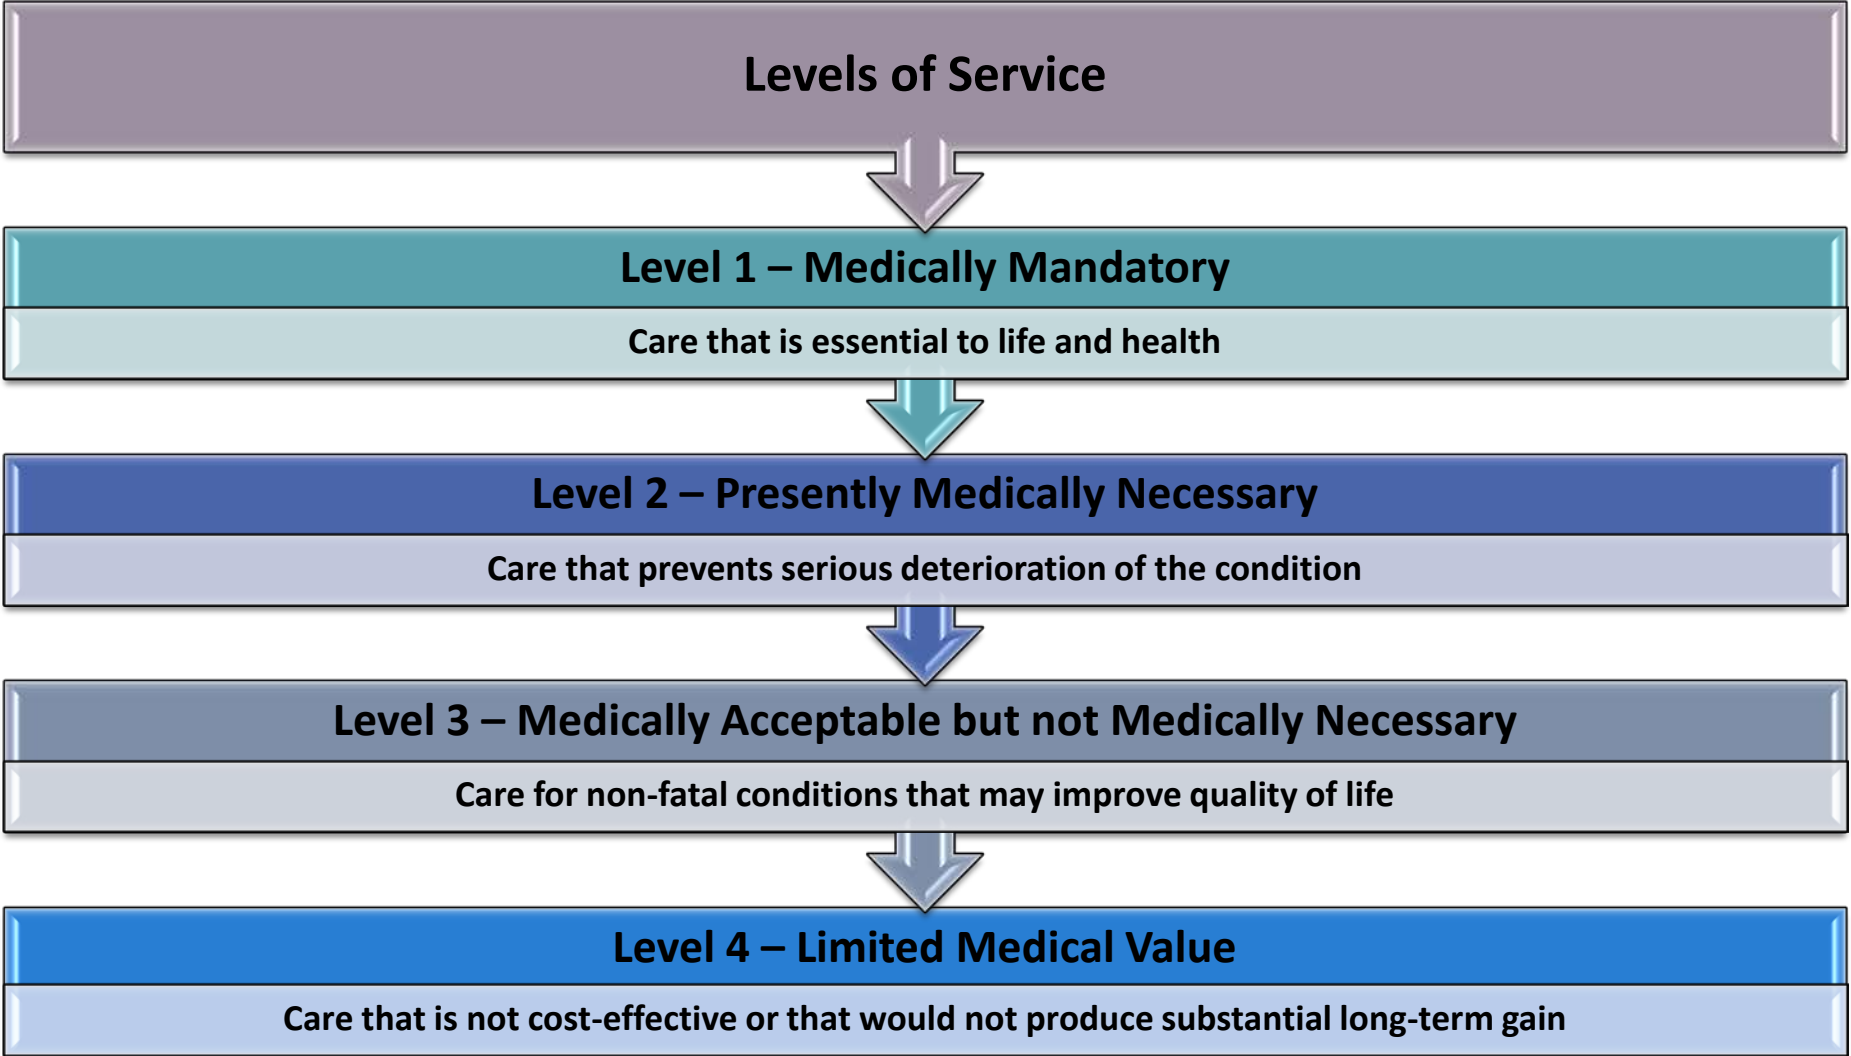 Levels of Service
Level 1 – Medically Mandatory
Care that is essential to life and health
Level 2 – Presently Medically Necessary
Care that prevents serious deterioration of the condition
Level 3 – Medically Acceptable but not Medically Necessary
Care for non-fatal conditions that may improve quality of life
Level 4 – Limited Medical Value
Care that is not cost-effective or that would not produce substantial long-term gain